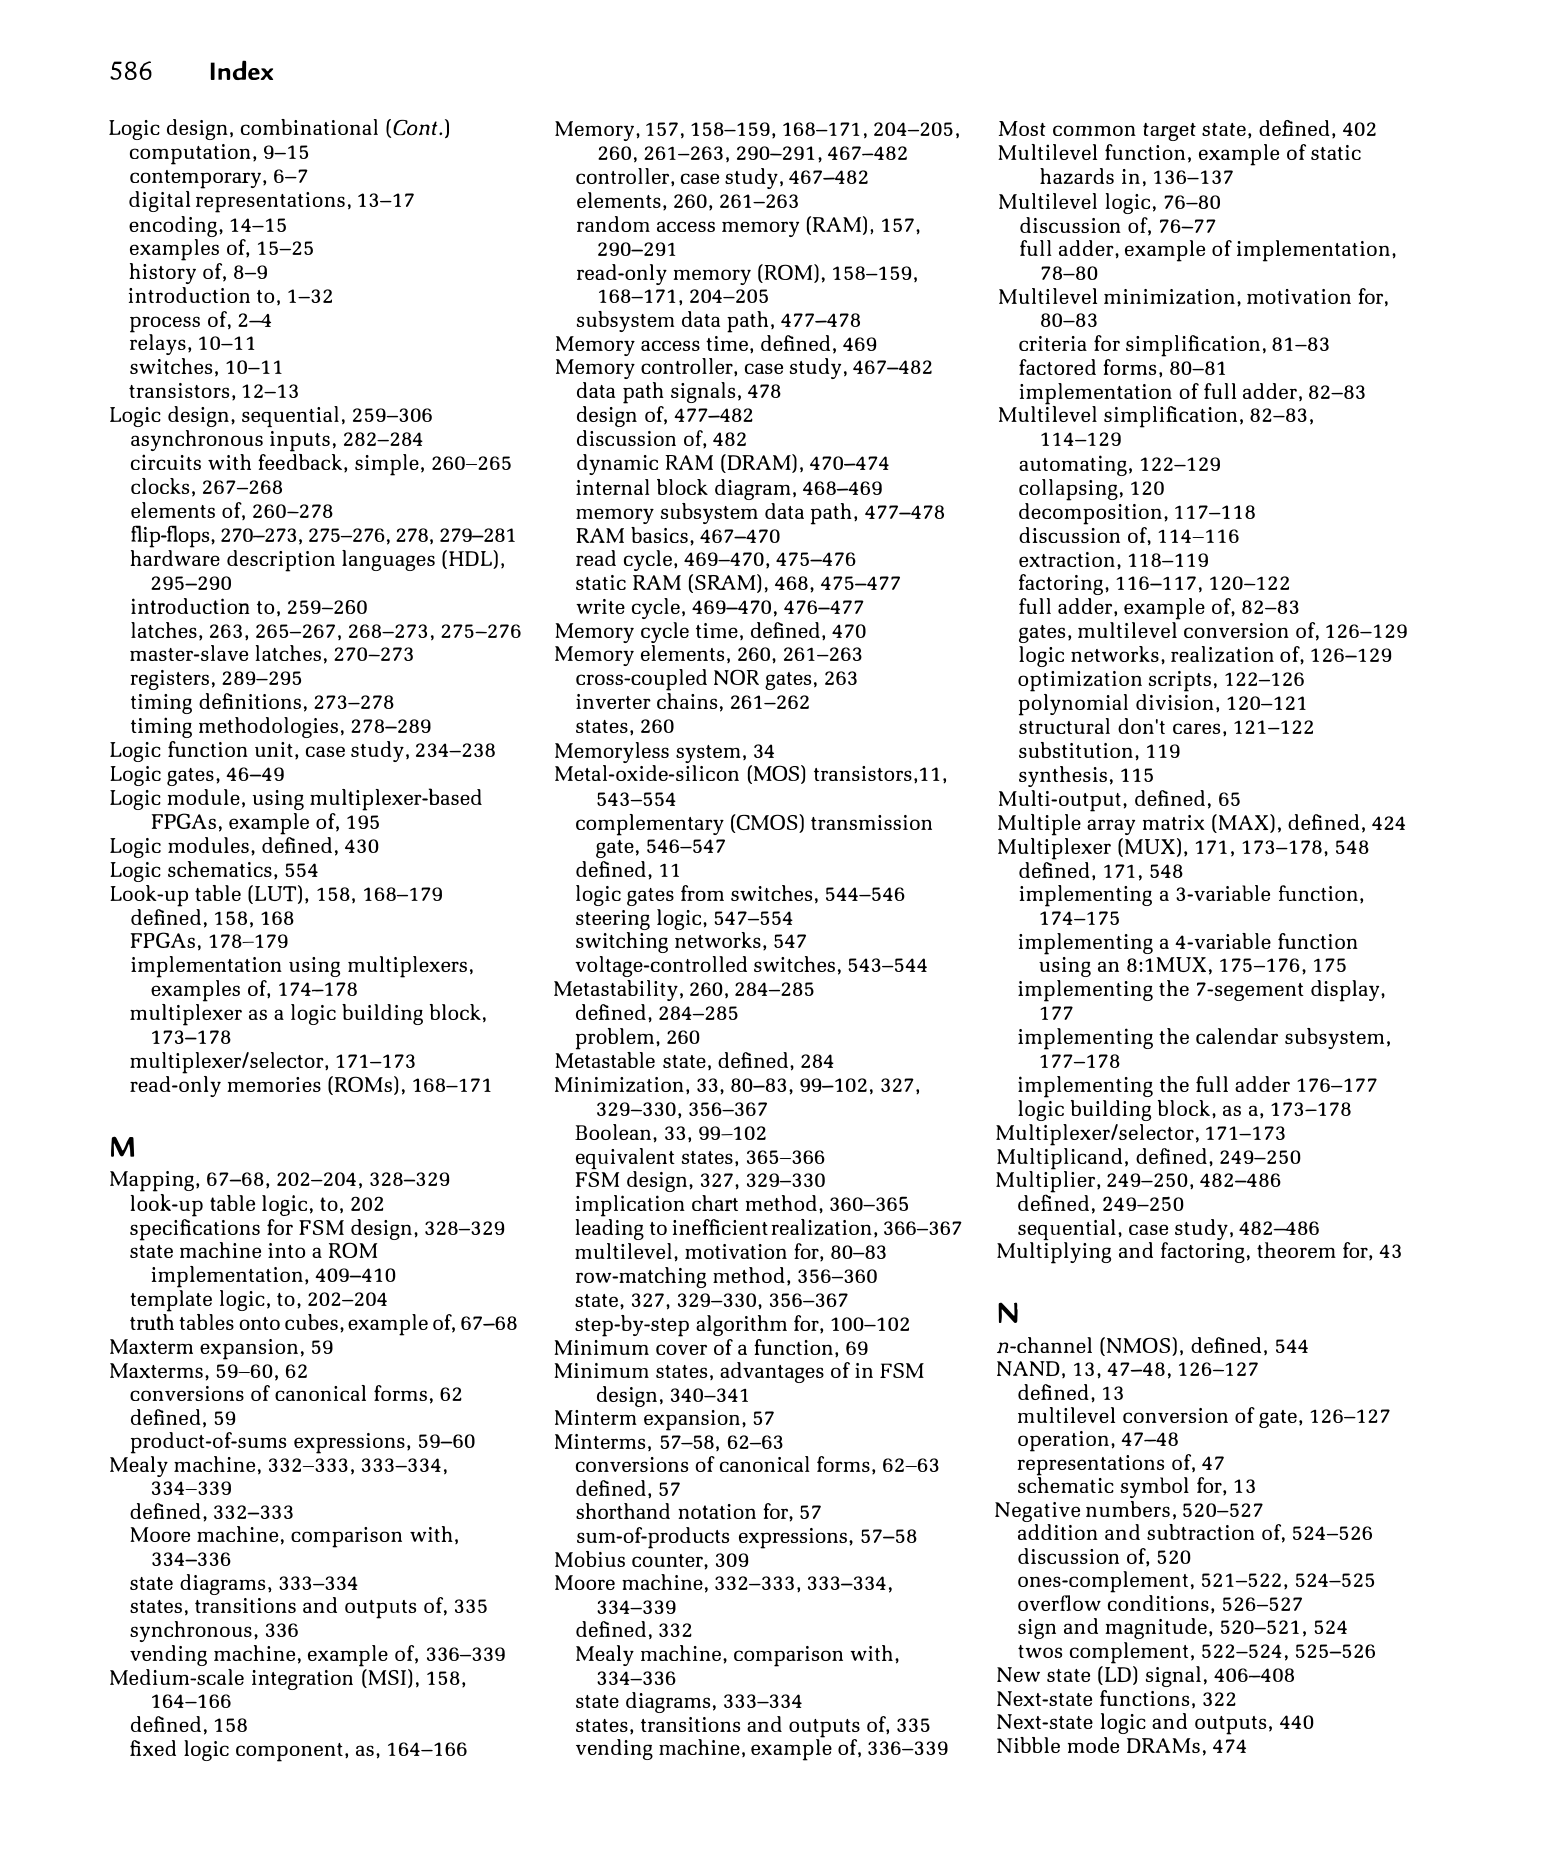 586 Index
Logic design, combinational (Cont.)
computation, 9–15
contemporary, 6–7
digital representations, 13–17
encoding, 14–15
examples of, 15–25
history of, 8–9
introduction to, 1–32
process of, 2–4
relays, 10–11
switches, 10–11
transistors, 12–13
Logic design, sequential, 259–306
asynchronous inputs, 282–284
circuits with feedback, simple, 260–265
clocks, 267–268
elements of, 260–278
flip-flops, 270–273, 275–276, 278, 279–281
hardware description languages (HDL),
295–290
introduction to, 259–260
latches, 263, 265–267, 268–273, 275–276
master-slave latches, 270–273
registers, 289–295
timing definitions, 273–278
timing methodologies, 278–289
Logic function unit, case study, 234–238
Logic gates, 46–49
Logic module, using multiplexer-based
FPGAs, example of, 195
Logic modules, defined, 430
Logic schematics, 554
Look-up table (LUT), 158, 168–179
defined, 158, 168
FPGAs, 178–179
implementation using multiplexers,
examples of, 174–178
multiplexer as a logic building block,
173–178
multiplexer/selector, 171–173
read-only memories (ROMs), 168–171
M
Mapping, 67–68, 202–204, 328–329
look-up table logic, to, 202
specifications for FSM design, 328–329
state machine into a ROM
implementation, 409–410
template logic, to, 202–204
truth tables onto cubes, example of, 67–68
Maxterm expansion, 59
Maxterms, 59–60, 62
conversions of canonical forms, 62
defined, 59
product-of-sums expressions, 59–60
Mealy machine, 332–333, 333–334,
334–339
defined, 332–333
Moore machine, comparison with,
334–336
state diagrams, 333–334
states, transitions and outputs of, 335
synchronous, 336
vending machine, example of, 336–339
Medium-scale integration (MSI), 158,
164–166
defined, 158
fixed logic component, as, 164–166
Memory, 157, 158–159, 168–171, 204–205,
260, 261–263, 290–291, 467–482
controller, case study, 467–482
elements, 260, 261–263
random access memory (RAM), 157,
290–291
read-only memory (ROM), 158–159,
168–171, 204–205
subsystem data path, 477–478
Memory access time, defined, 469
Memory controller, case study, 467–482
data path signals, 478
design of, 477–482
discussion of, 482
dynamic RAM (DRAM), 470–474
internal block diagram, 468–469
memory subsystem data path, 477–478
RAM basics, 467–470
read cycle, 469–470, 475–476
static RAM (SRAM), 468, 475–477
write cycle, 469–470, 476–477
Memory cycle time, defined, 470
Memory elements, 260, 261–263
cross-coupled NOR gates, 263
inverter chains, 261–262
states, 260
Memoryless system, 34
Metal-oxide-silicon (MOS) transistors,11,
543–554
complementary (CMOS) transmission
gate, 546–547
defined, 11
logic gates from switches, 544–546
steering logic, 547–554
switching networks, 547
voltage-controlled switches, 543–544
Metastability, 260, 284–285
defined, 284–285
problem, 260
Metastable state, defined, 284
Minimization, 33, 80–83, 99–102, 327,
329–330, 356–367
Boolean, 33, 99–102
equivalent states, 365–366
FSM design, 327, 329–330
implication chart method, 360–365
leading to inefficient realization, 366–367
multilevel, motivation for, 80–83
row-matching method, 356–360
state, 327, 329–330, 356–367
step-by-step algorithm for, 100–102
Minimum cover of a function, 69
Minimum states, advantages of in FSM
design, 340–341
Minterm expansion, 57
Minterms, 57–58, 62–63
conversions of canonical forms, 62–63
defined, 57
shorthand notation for, 57
sum-of-products expressions, 57–58
Mobius counter, 309
Moore machine, 332–333, 333–334,
334–339
defined, 332
Mealy machine, comparison with,
334–336
state diagrams, 333–334
states, transitions and outputs of, 335
vending machine, example of, 336–339
Most common target state, defined, 402
Multilevel function, example of static
hazards in, 136–137
Multilevel logic, 76–80
discussion of, 76–77
full adder, example of implementation,
78–80
Multilevel minimization, motivation for,
80–83
criteria for simplification, 81–83
factored forms, 80–81
implementation of full adder, 82–83
Multilevel simplification, 82–83,
114–129
automating, 122–129
collapsing, 120
decomposition, 117–118
discussion of, 114–116
extraction, 118–119
factoring, 116–117, 120–122
full adder, example of, 82–83
gates, multilevel conversion of, 126–129
logic networks, realization of, 126–129
optimization scripts, 122–126
polynomial division, 120–121
structural don't cares, 121–122
substitution, 119
synthesis, 115
Multi-output, defined, 65
Multiple array matrix (MAX), defined, 424
Multiplexer (MUX), 171, 173–178, 548
defined, 171, 548
implementing a 3-variable function,
174–175
implementing a 4-variable function
using an 8:1MUX, 175–176, 175
implementing the 7-segement display,
177
implementing the calendar subsystem,
177–178
implementing the full adder 176–177
logic building block, as a, 173–178
Multiplexer/selector, 171–173
Multiplicand, defined, 249–250
Multiplier, 249–250, 482–486
defined, 249–250
sequential, case study, 482–486
Multiplying and factoring, theorem for, 43
N
n-channel (NMOS), defined, 544
NAND, 13, 47–48, 126–127
defined, 13
multilevel conversion of gate, 126–127
operation, 47–48
representations of, 47
schematic symbol for, 13
Negative numbers, 520–527
addition and subtraction of, 524–526
discussion of, 520
ones-complement, 521–522, 524–525
overflow conditions, 526–527
sign and magnitude, 520–521, 524
twos complement, 522–524, 525–526
New state (LD) signal, 406–408
Next-state functions, 322
Next-state logic and outputs, 440
Nibble mode DRAMs, 474